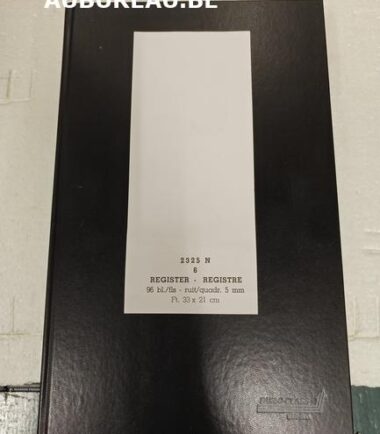 AUBUREAU.BE
2325 N
6
REGISTER - REGISTRE
96 bl./fls - ruit/quadr. 5 mm
Ft. 33 x 21 cm